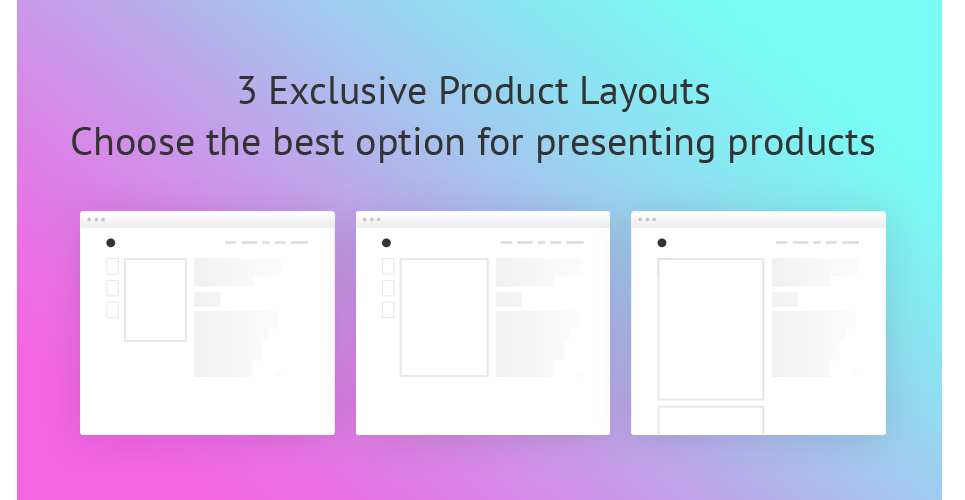 3 Exclusive Product Layouts
Choose the best option for presenting products